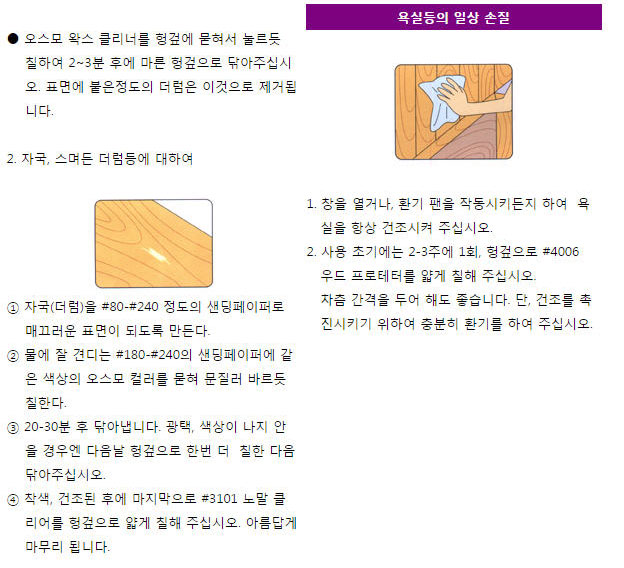 ● 오스모 왁스 클리너를 헝겊에 묻혀서 눌르듯
칠하여 2~3분 후에 마른 헝겊으로 닦아주십시
오. 표면에 붙은정도의 더럼은 이것으로 제거됩
니다.
2. 자국, 스며든 더럼등에 대하여
① 자국(더럼)을 #80-#240 정도의 샌딩페이퍼로
매끄러운 표면이 되도록 만든다.
② 물에 잘 견디는 #180-#240의 샌딩페이퍼에 같
은 색상의 오스모 컬러를 묻혀 문질러 바르듯
칠한다.
③ 20-30분 후 닦아냅니다. 광택, 색상이 나지 안
을 경우엔 다음날 헝겊으로 한번 더 칠한 다음
닦아주십시오.
④ 착색, 건조된 후에 마지막으로 #3101 노말 클
리어를 헝겊으로 얇게 칠해 주십시오. 아름답게
마무리 됩니다.
욕실등의 일상 손질
1. 창을 열거나, 환기 팬을 작동시키든지 하여 욕
실을 항상 건조시켜 주십시오.
2. 사용 초기에는 2-3주에 1회, 헝겊으로 #4006
우드 프로테터를 얇게 칠해 주십시오.
자츰 간격을 두어 해도 좋습니다. 단, 건조를 촉
진시키기 위하여 충분히 환기를 하여 주십시오.